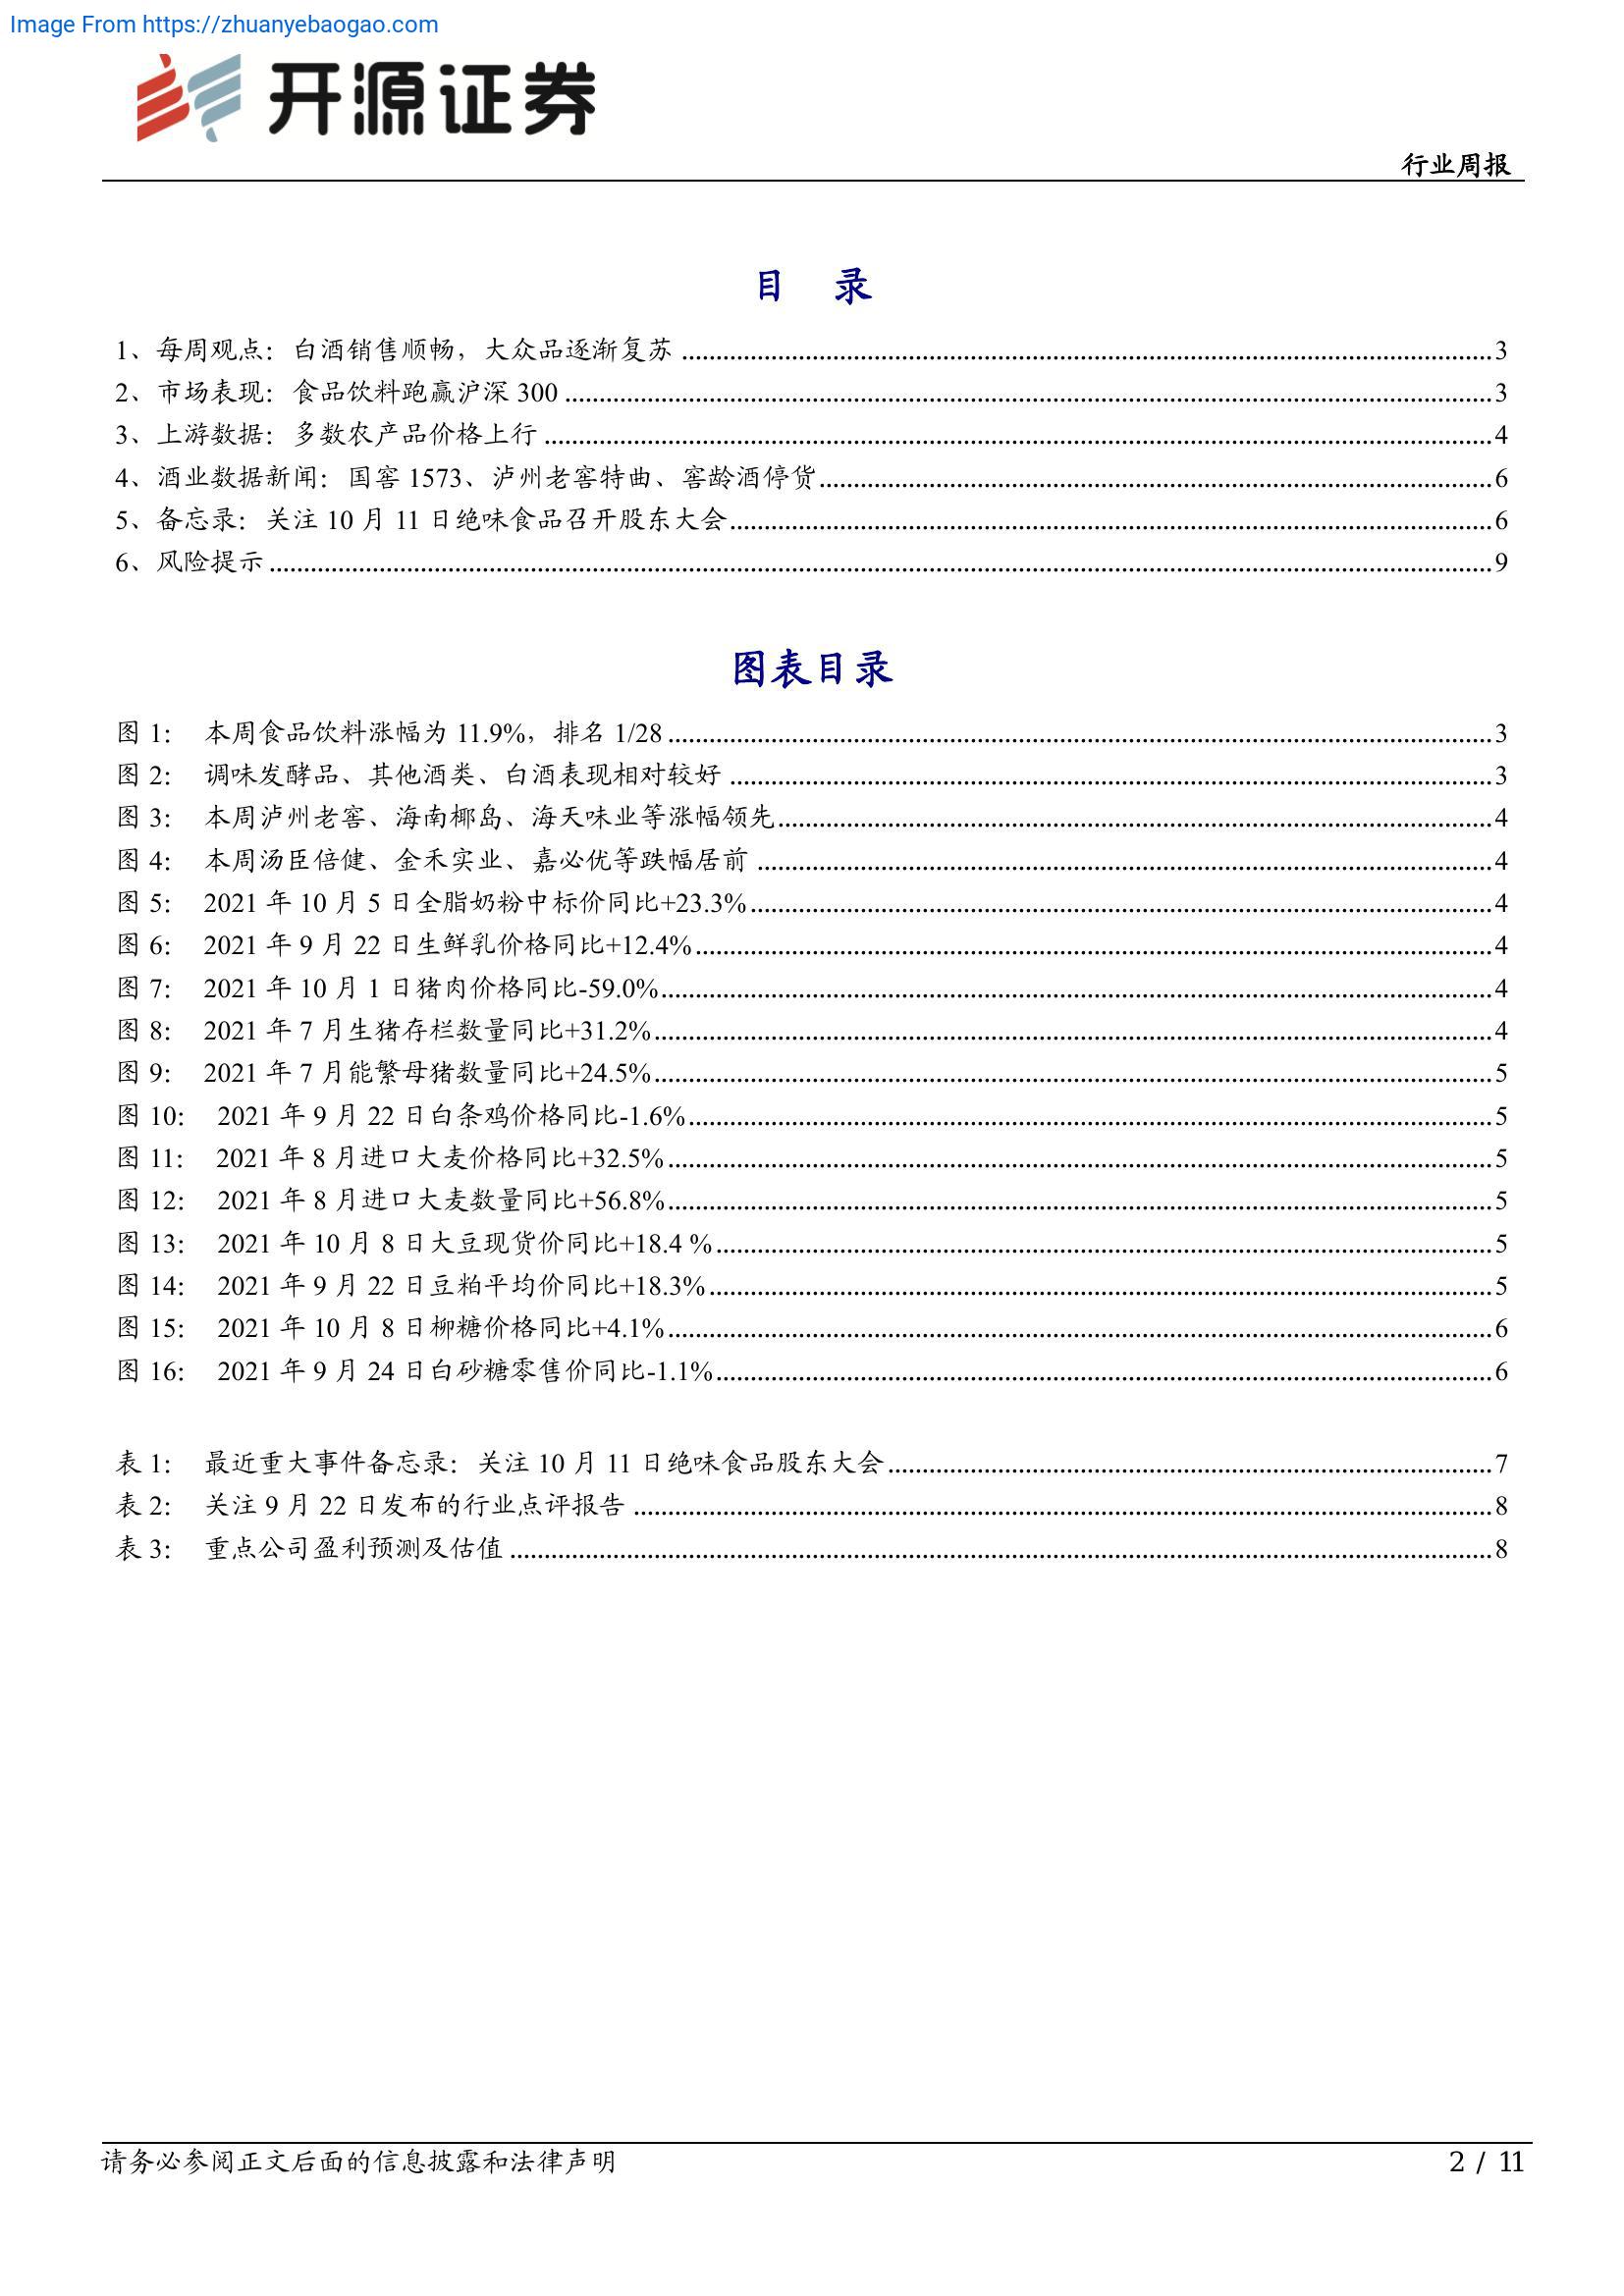 Image From https://zhuanyebaogao.com
开源证券
行业周报
目 录
1、每周观点：白酒销售顺畅，大众品逐渐复苏 3
2、市场表现：食品饮料跑赢沪深 300 3
3、上游数据：多数农产品价格上行 4
4、酒业数据新闻：国窖 1573、泸州老窖特曲、窖龄酒停货 6
5、备忘录：关注 10 月 11 日绝味食品召开股东大会 6
6、风险提示 9
图表目录
图 1： 本周食品饮料涨幅为 11.9%，排名 1/28 3
图 2： 调味发酵品、其他酒类、白酒表现相对较好 3
图 3： 本周泸州老窖、海南椰岛、海天味业等涨幅领先 4
图 4： 本周汤臣倍健、金禾实业、嘉必优等跌幅居前 4
图 5： 2021 年 10 月 5 日全脂奶粉中标价同比+23.3% 4
图 6： 2021 年 9 月 22 日生鲜乳价格同比+12.4% 4
图 7： 2021 年 10 月 1 日猪肉价格同比-59.0% 4
图 8： 2021 年 7 月生猪存栏数量同比+31.2% 4
图 9： 2021 年 7 月能繁母猪数量同比+24.5% 5
图 10： 2021 年 9 月 22 日白条鸡价格同比-1.6% 5
图 11： 2021 年 8 月进口大麦价格同比+32.5% 5
图 12： 2021 年 8 月进口大麦数量同比+56.8% 5
图 13： 2021 年 10 月 8 日大豆现货价同比+18.4 % 5
图 14： 2021 年 9 月 22 日豆粕平均价同比+18.3% 5
图 15： 2021 年 10 月 8 日柳糖价格同比+4.1% 6
图 16： 2021 年 9 月 24 日白砂糖零售价同比-1.1% 6
表 1： 最近重大事件备忘录：关注 10 月 11 日绝味食品股东大会 7
表 2： 关注 9 月 22 日发布的行业点评报告 8
表 3： 重点公司盈利预测及估值 8
请务必参阅正文后面的信息披露和法律声明 2 / 11